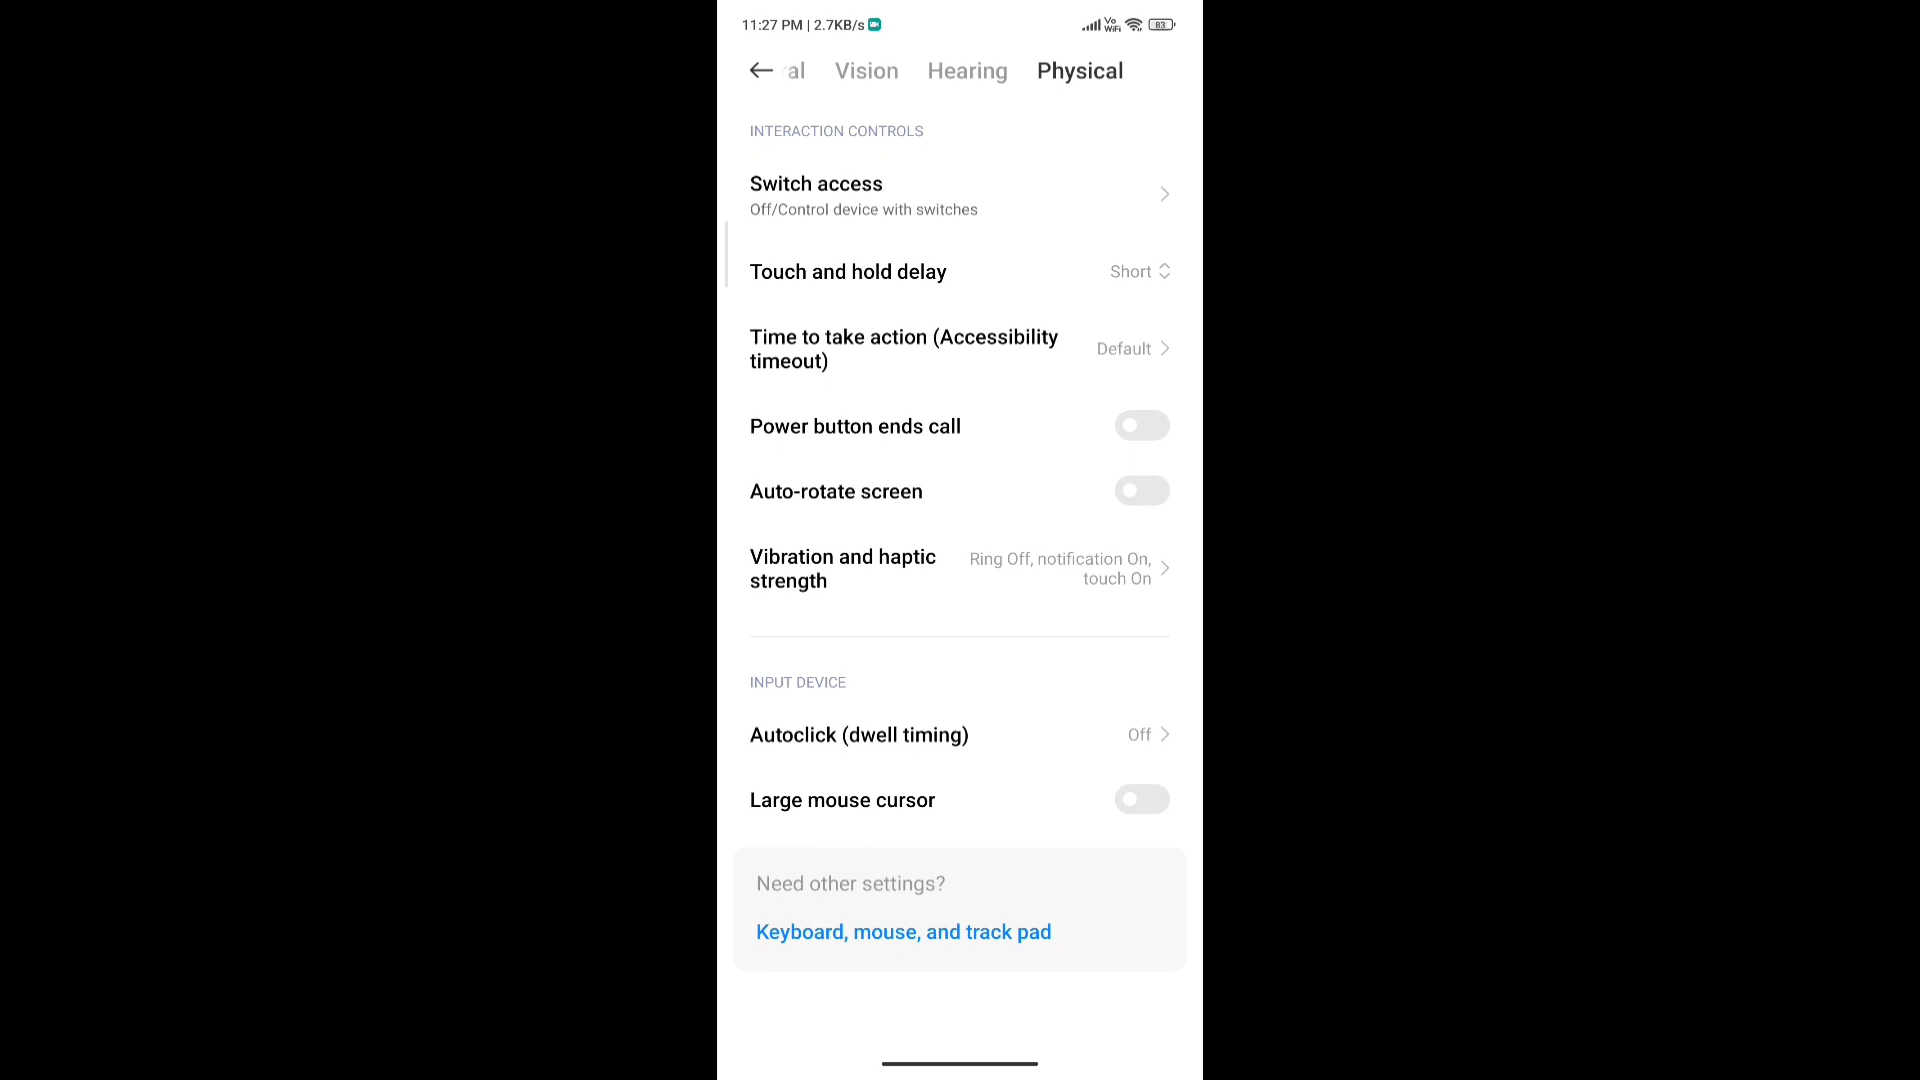 11:27 PM | 2.7KB/s
Vo
WiFi
83
al Vision Hearing Physical
INTERACTION CONTROLS
Switch access
Off/Control device with switches
Touch and hold delay Short
Time to take action (Accessibility
timeout) Default
Power button ends call
Auto-rotate screen
Vibration and haptic
strength
Ring Off, notification On,
touch On
INPUT DEVICE
Autoclick (dwell timing) Off
Large mouse cursor
Need other settings?
Keyboard, mouse, and track pad